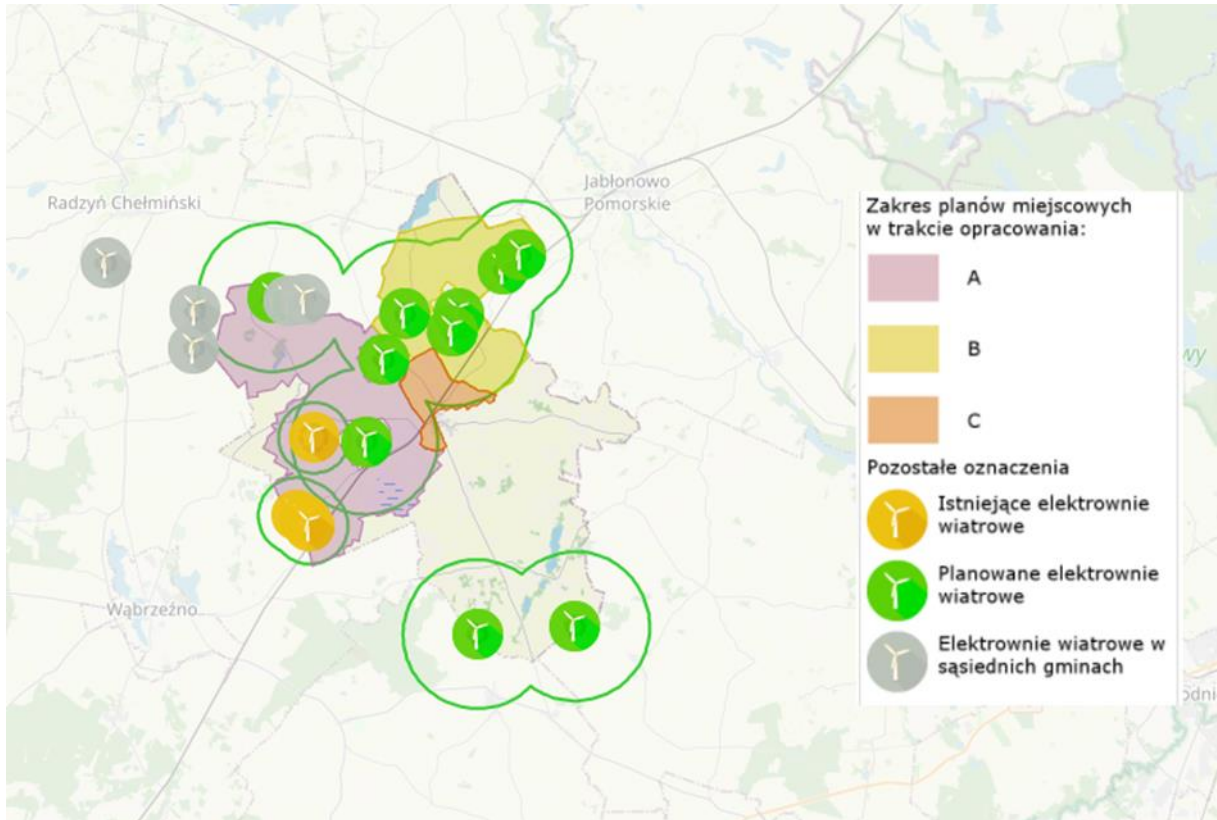 Radzyń Chełmiński
Jabłonowo
Pomorskie
Wąbrzeźno
Zakres planów miejscowych
w trakcie opracowania:
A
B
C
Pozostałe oznaczenia
Istniejące elektrownie
wiatrowe
Planowane elektrownie
wiatrowe
Elektrownie wiatrowe w
sąsiednich gminach